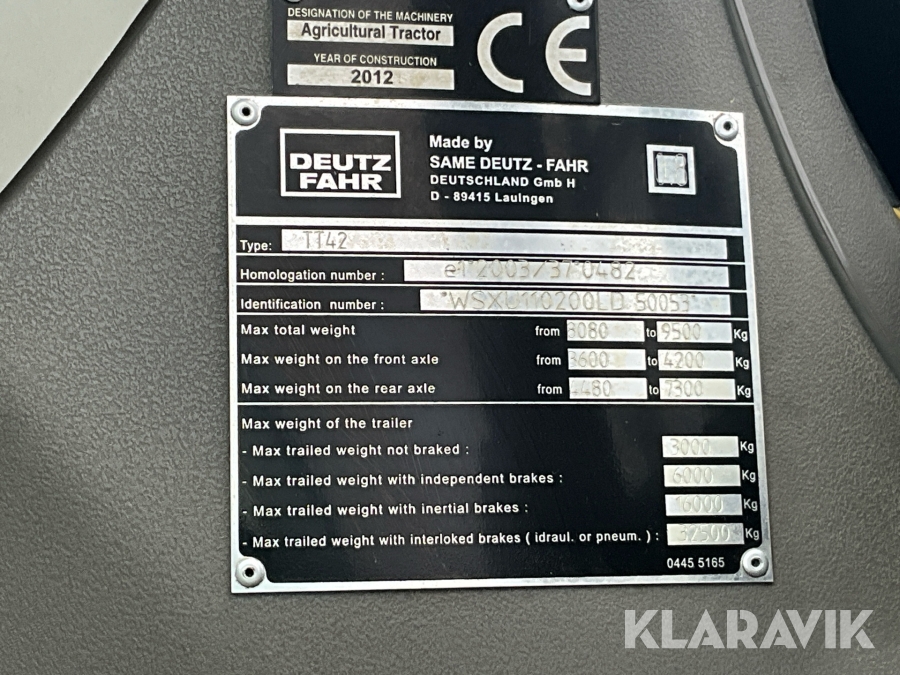 DESIGNATION OF THE MACHINERY
Agricultural Tractor
YEAR OF CONSTRUCTION
2012
CE
DEUTZ
FAHR
Made by
SAME DEUTZ - FAHR
DEUTSCHLAND Gmb H
D - 89415 Lauingen
Type: TT42
Homologation number : e1*2003/37*0482
Identification number : *WSXU110200LD50053*
Max total weight from 8080 to 9500 Kg
Max weight on the front axle from 3600 to 4200 Kg
Max weight on the rear axle from 4480 to 7300 Kg
Max weight of the trailer
- Max trailed weight not braked : 3000 Kg
- Max trailed weight with independent brakes : 6000 Kg
- Max trailed weight with inertial brakes : 16000 Kg
- Max trailed weight with interloked brakes ( idraul. or pneum. ) : 32500 Kg
0445 5165
KLARAVIK